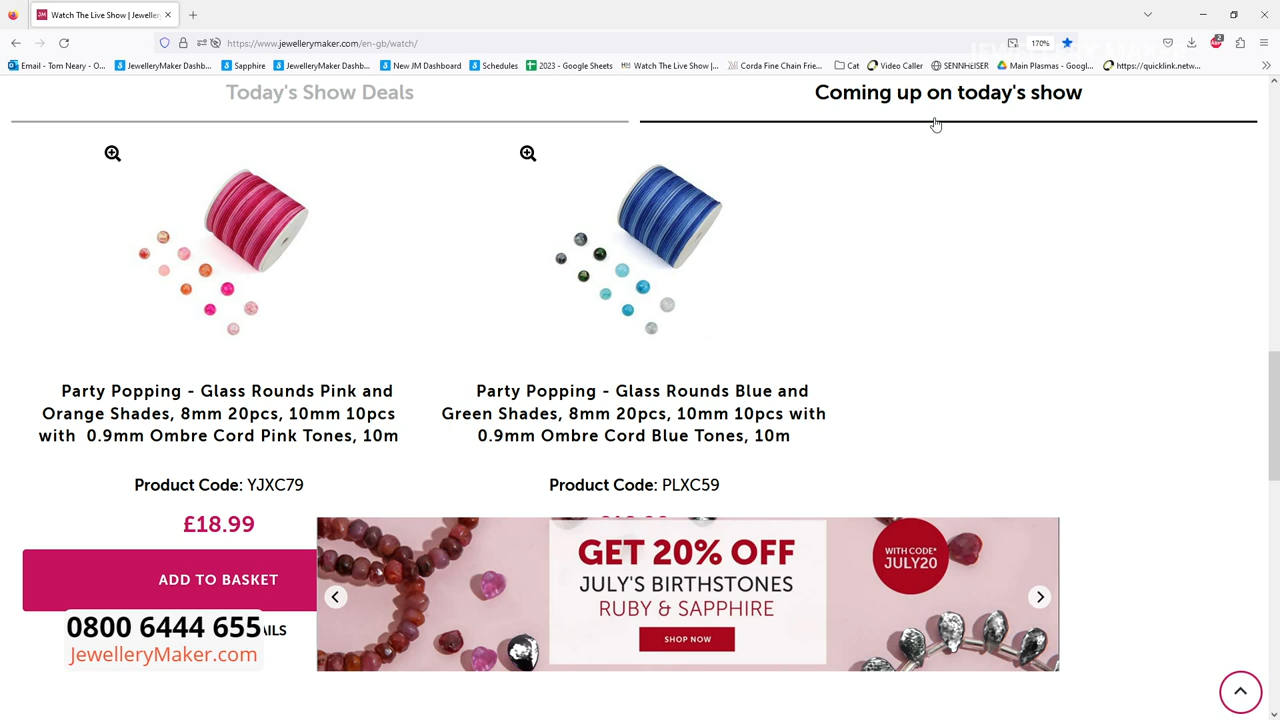 JM Watch The Live Show | Jeweller
https://www.jewellerymaker.com/en-gb/watch/
170%
2
Email - Tom Neary - O...
JewelleryMaker Dashb...
Sapphire
JewelleryMaker Dashb...
New JM Dashboard
Schedules
2023 - Google Sheets
Watch The Live Show |...
Corda Fine Chain Frie...
Cat
Video Caller
SENNHEISER
Main Plasmas - Googl...
https://quicklink.netw...
Today's Show Deals
Coming up on today's show
Party Popping - Glass Rounds Pink and
Orange Shades, 8mm 20pcs, 10mm 10pcs
with 0.9mm Ombre Cord Pink Tones, 10m
Product Code: YJXC79
£18.99
ADD TO BASKET
Party Popping - Glass Rounds Blue and
Green Shades, 8mm 20pcs, 10mm 10pcs with
0.9mm Ombre Cord Blue Tones, 10m
Product Code: PLXC59
GET 20% OFF
JULY'S BIRTHSTONES
RUBY & SAPPHIRE
SHOP NOW
WITH CODE*
JULY20
0800 6444 655
JewelleryMaker.com